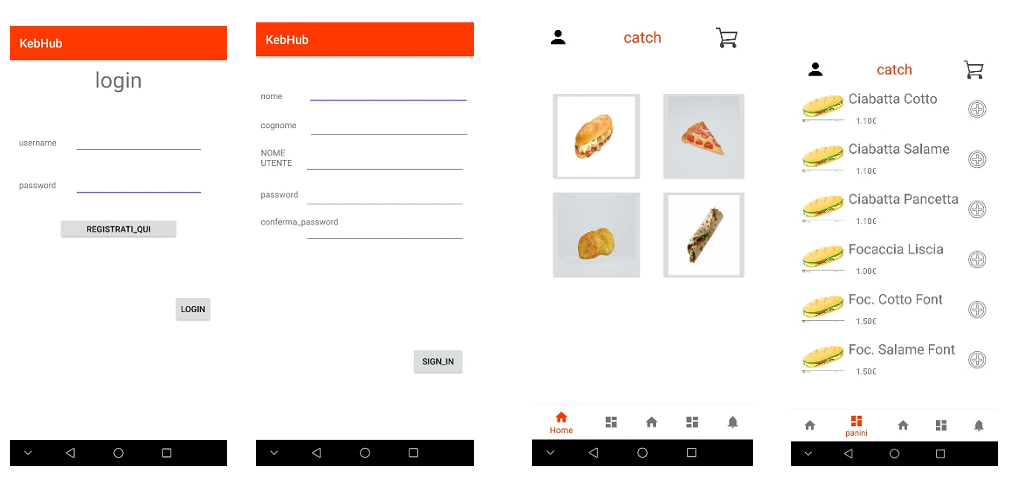 KebHub
login
username
password
REGISTRATI_QUI
LOGIN
KebHub
nome
cognome
NOME
UTENTE
password
conferma_password
SIGN_IN
catch
Home
catch
Ciabatta Cotto
1.10€
Ciabatta Salame
1.10€
Ciabatta Pancetta
1.10€
Focaccia Liscia
1.00€
Foc. Cotto Font
1.50€
Foc. Salame Font
1.50€
panini